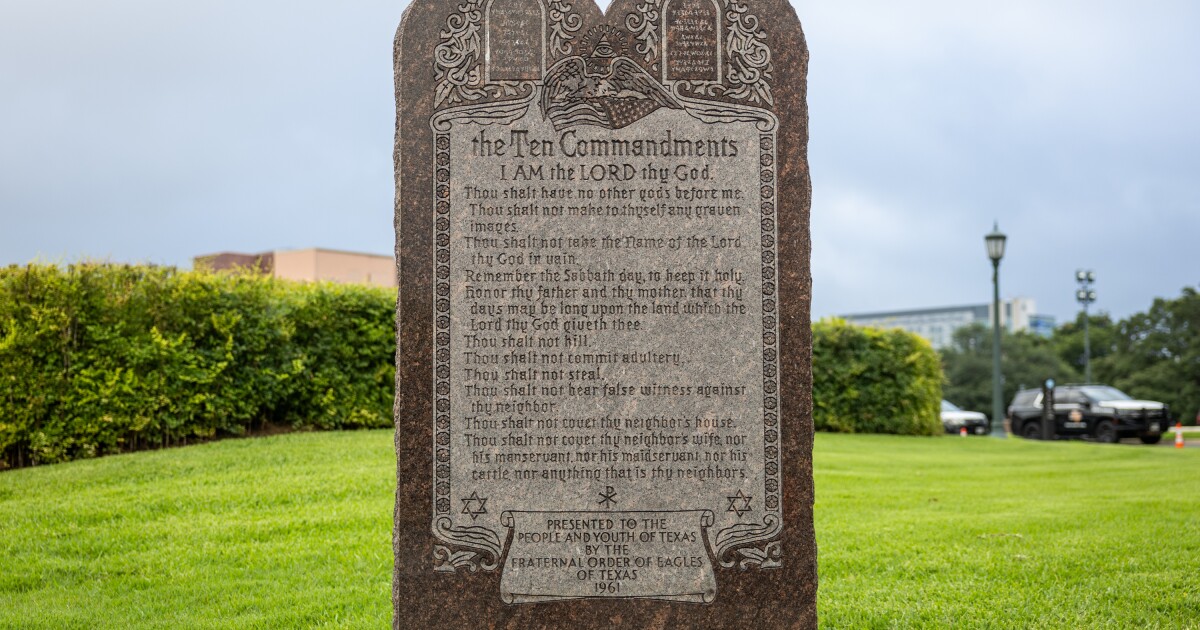 the Ten Commandments
I AM the LORD thy God.
Thou shalt have no other gods before me.
Thou shalt not make to thyself any graven
images.
Thou shalt not take the Name of the Lord
thy God in vain.
Remember the Sabbath day, to keep it holy.
Honor thy father and thy mother, that thy
days may be long upon the land which the
Lord thy God giveth thee.
Thou shalt not kill.
Thou shalt not commit adultery.
Thou shalt not steal.
Thou shalt not bear false witness against
thy neighbor.
Thou shalt not covet thy neighbor's house.
Thou shalt not covet thy neighbor's wife, nor
his manservant, nor his maidservant, nor his
cattle, nor anything that is thy neighbor's.
PRESENTED TO THE
PEOPLE AND YOUTH OF TEXAS
BY THE
FRATERNAL ORDER OF EAGLES
OF TEXAS
1961